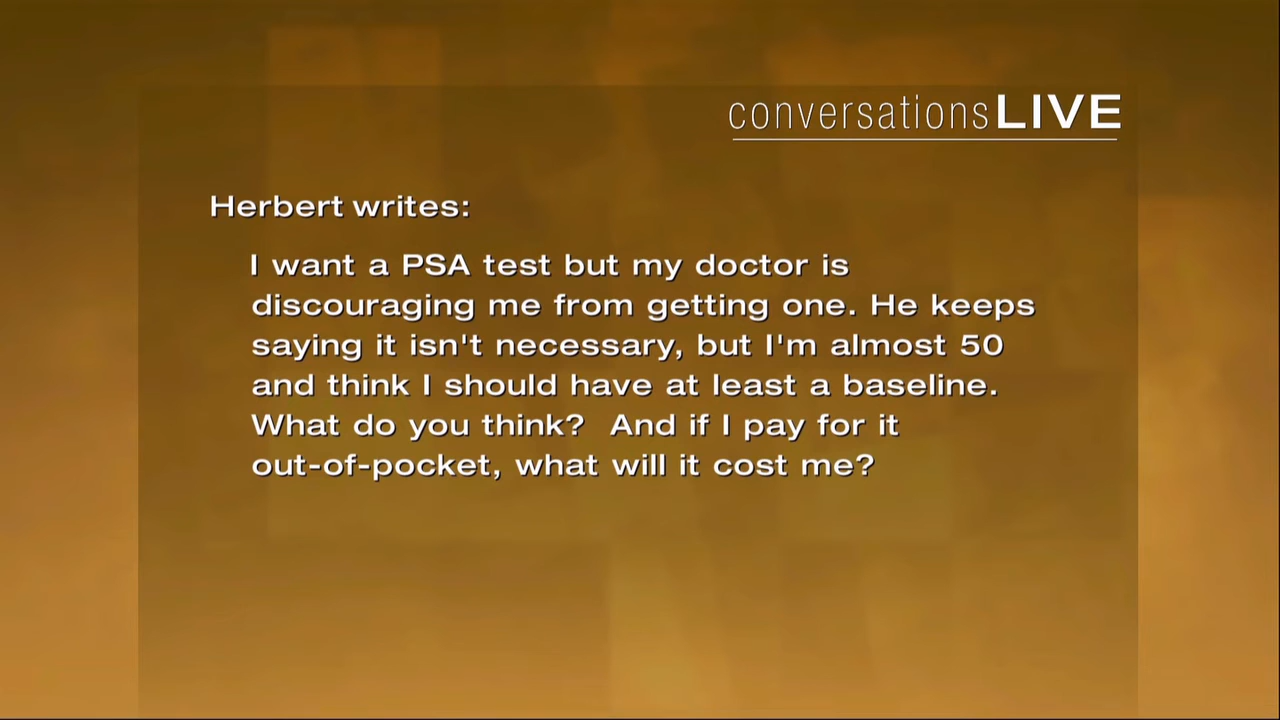 conversationsLIVE
Herbert writes:
I want a PSA test but my doctor is
discouraging me from getting one. He keeps
saying it isn't necessary, but I'm almost 50
and think I should have at least a baseline.
What do you think?  And if I pay for it
out-of-pocket, what will it cost me?